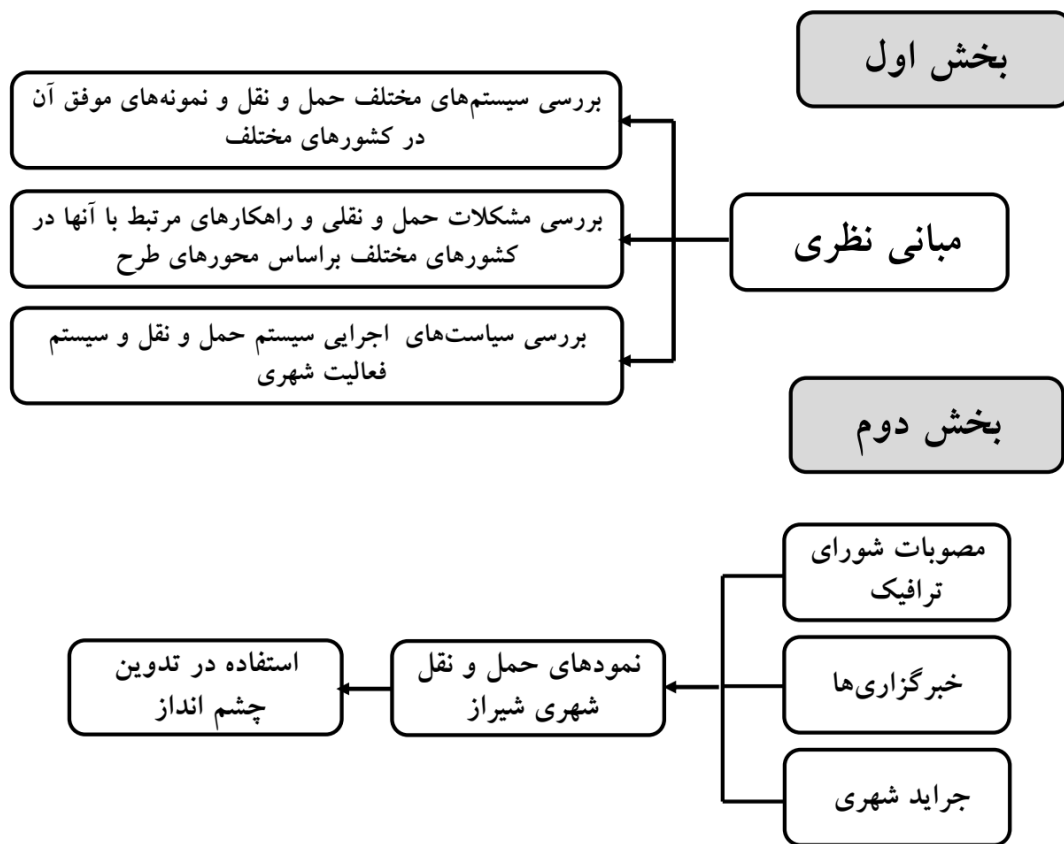 بخش اول
مبانی نظری
بررسی سیستم‌های مختلف حمل و نقل و نمونه‌های موفق آن
در کشورهای مختلف
بررسی مشکلات حمل و نقلی و راهکارهای مرتبط با آنها در
کشورهای مختلف براساس محورهای طرح
بررسی سیاست‌های اجرایی سیستم حمل و نقل و سیستم
فعالیت شهری
بخش دوم
مصوبات شورای
ترافیک
خبرگزاری‌ها
جراید شهری
نمودهای حمل و نقل
شهری شیراز
استفاده در تدوین
چشم انداز